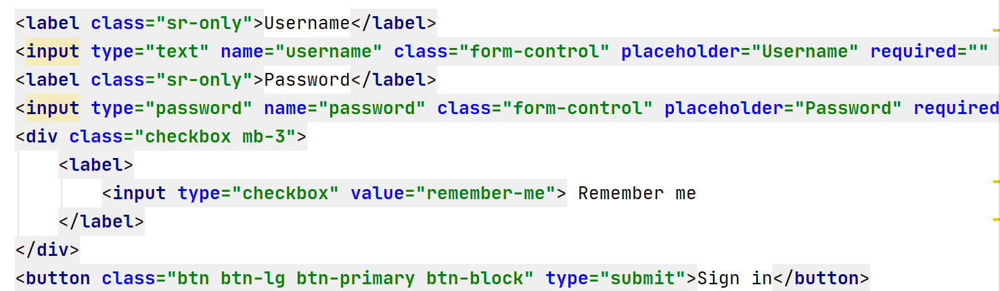 <label class="sr-only">Username</label>
<input type="text" name="username" class="form-control" placeholder="Username" required=""
<label class="sr-only">Password</label>
<input type="password" name="password" class="form-control" placeholder="Password" required
<div class="checkbox mb-3">
<label>
<input type="checkbox" value="remember-me"> Remember me
</label>
</div>
<button class="btn btn-lg btn-primary btn-block" type="submit">Sign in</button>